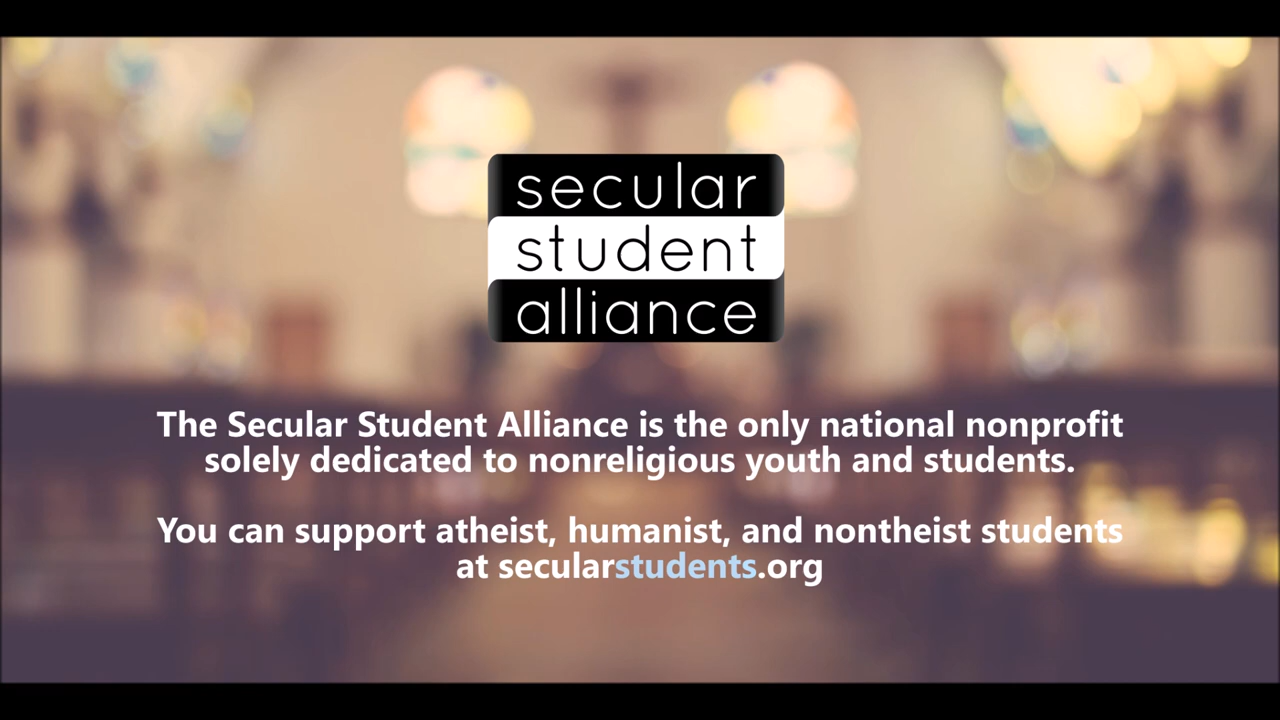 secular
student
alliance
The Secular Student Alliance is the only national nonprofit
solely dedicated to nonreligious youth and students.
You can support atheist, humanist, and nontheist students
at secularstudents.org